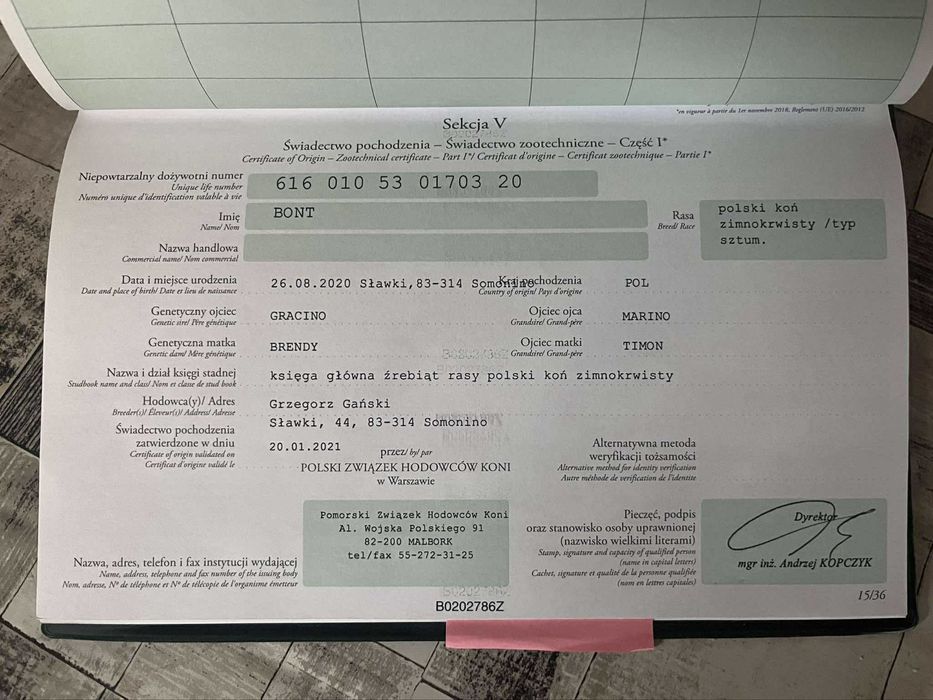 *en vigueur à partir du 1er novembre 2018, Reglement (UE) 2016/2012
Sekcja V
Świadectwo pochodzenia – Świadectwo zootechniczne – Część I*
Certificate of Origin – Zootechnical certificate – Part I*/ Certificat d'origine – Certificat zootechnique – Partie I*
Niepowtarzalny dożywotni numer
Unique life number
Numéro unique d'identification valable à vie
616 010 53 01703 20
Imię
Name/ Nom
BONT
Rasa
Breed/ Race
polski koń
zimnokrwisty /typ
sztum.
Nazwa handlowa
Commercial name/ Nom commercial
Data i miejsce urodzenia
Date and place of birth/ Date et lieu de naissance
26.08.2020 Sławki,83-314 Somonino
Kraj pochodzenia
Country of origin/ Pays d'origine
POL
Genetyczny ojciec
Genetic sire/ Père génétique
GRACINO
Ojciec ojca
Grandsire/ Grand-père
MARINO
Genetyczna matka
Genetic dam/ Mère génétique
BRENDY
Ojciec matki
Grandsire/ Grand-père
TIMON
Nazwa i dział księgi stadnej
Studbook name and class/ Nom et classe de stud book
księga główna źrebiąt rasy polski koń zimnokrwisty
Hodowca(y)/ Adres
Breeder(s)/ Éleveur(s)/ Address/ Adresse
Grzegorz Gański
Sławki, 44, 83-314 Somonino
Świadectwo pochodzenia
zatwierdzone w dniu
Certificate of origin validated on
Certificat d'origine validé le
20.01.2021
przez/ by/ par
POLSKI ZWIĄZEK HODOWCÓW KONI
w Warszawie
Alternatywna metoda
weryfikacji tożsamości
Alternative method for identity verification
Autre méthode de verification de l'identite
Nazwa, adres, telefon i fax instytucji wydającej
Name, address, telephone and fax number of the issuing body
Nom, adresse, Nº de téléphone et Nº de télécopie de l'organisme émetteur
Pomorski Związek Hodowców Koni
Al. Wojska Polskiego 91
82-200 MALBORK
tel/fax 55-272-31-25
Pieczęć, podpis
oraz stanowisko osoby uprawnionej
(nazwisko wielkimi literami)
Stamp, signature and capacity of qualified person
(name in capital letters)
Cachet, signature et qualité de la personne qualifiée
(nom en lettres capitales)
Dyrektor
mgr inż. Andrzej KOPCZYK
B0202786Z
15/36